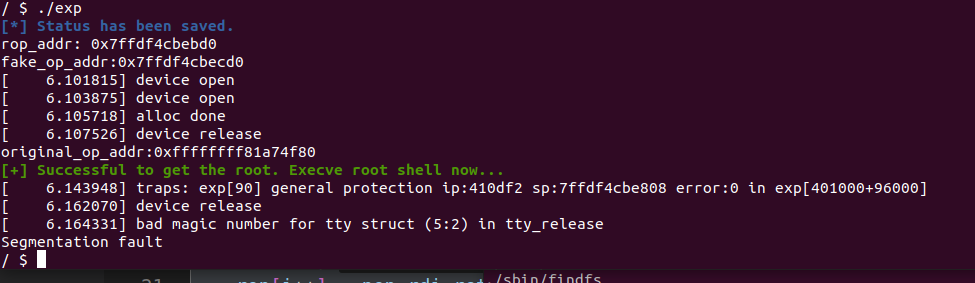 / $ ./exp
[*] Status has been saved.
rop_addr: 0x7ffdf4cbebd0
fake_op_addr:0x7ffdf4cbecd0
[    6.101815] device open
[    6.103875] device open
[    6.105718] alloc done
[    6.107526] device release
original_op_addr:0xffffffff81a74f80
[+] Successful to get the root. Execve root shell now...
[    6.143948] traps: exp[90] general protection ip:410df2 sp:7ffdf4cbe808 error:0 in exp[401000+96000]
[    6.162070] device release
[    6.164331] bad magic number for tty struct (5:2) in tty_release
Segmentation fault
/ $
/sbin/findfs